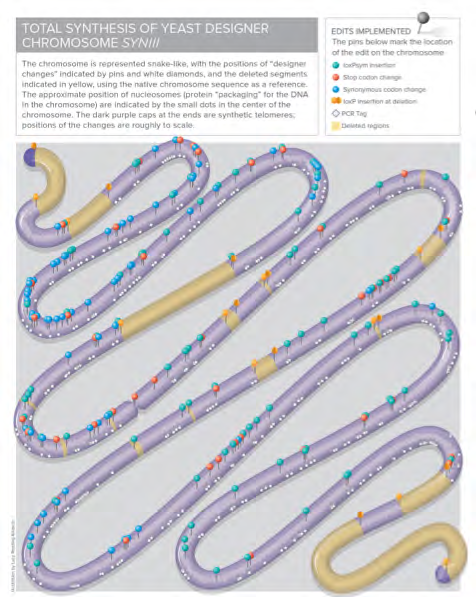 TOTAL SYNTHESIS OF YEAST DESIGNER
CHROMOSOME SYNIII
The chromosome is represented snake-like, with the positions of "designer
changes" indicated by pins and white diamonds, and the deleted segments
indicated in yellow, using the native chromosome sequence as a reference.
The approximate position of nucleosomes (protein "packaging" for the DNA
in the chromosome) are indicated by the small dots in the center of the
chromosome. The dark purple caps at the ends are synthetic telomeres;
positions of the changes are roughly to scale.
EDITS IMPLEMENTED
The pins below mark the location
of the edit on the chromosome
loxPsym insertion
Stop codon change
Synonymous codon change
loxP insertion at deletion
PCR Tag
Deleted regions